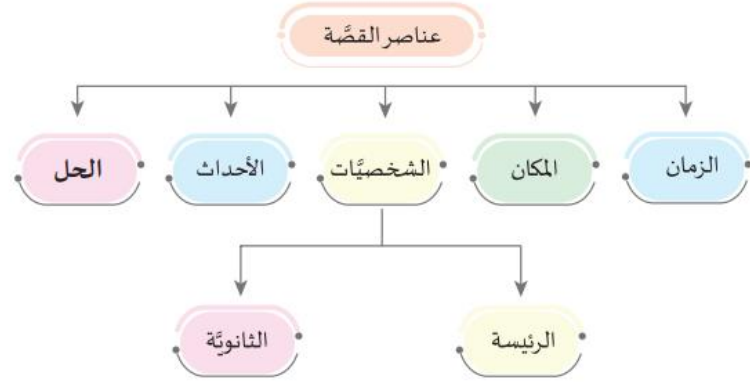 عناصر القصَّة
الزمان
المكان
الشخصيَّات
الأحداث
الحل
الرئيسة
الثانويَّة